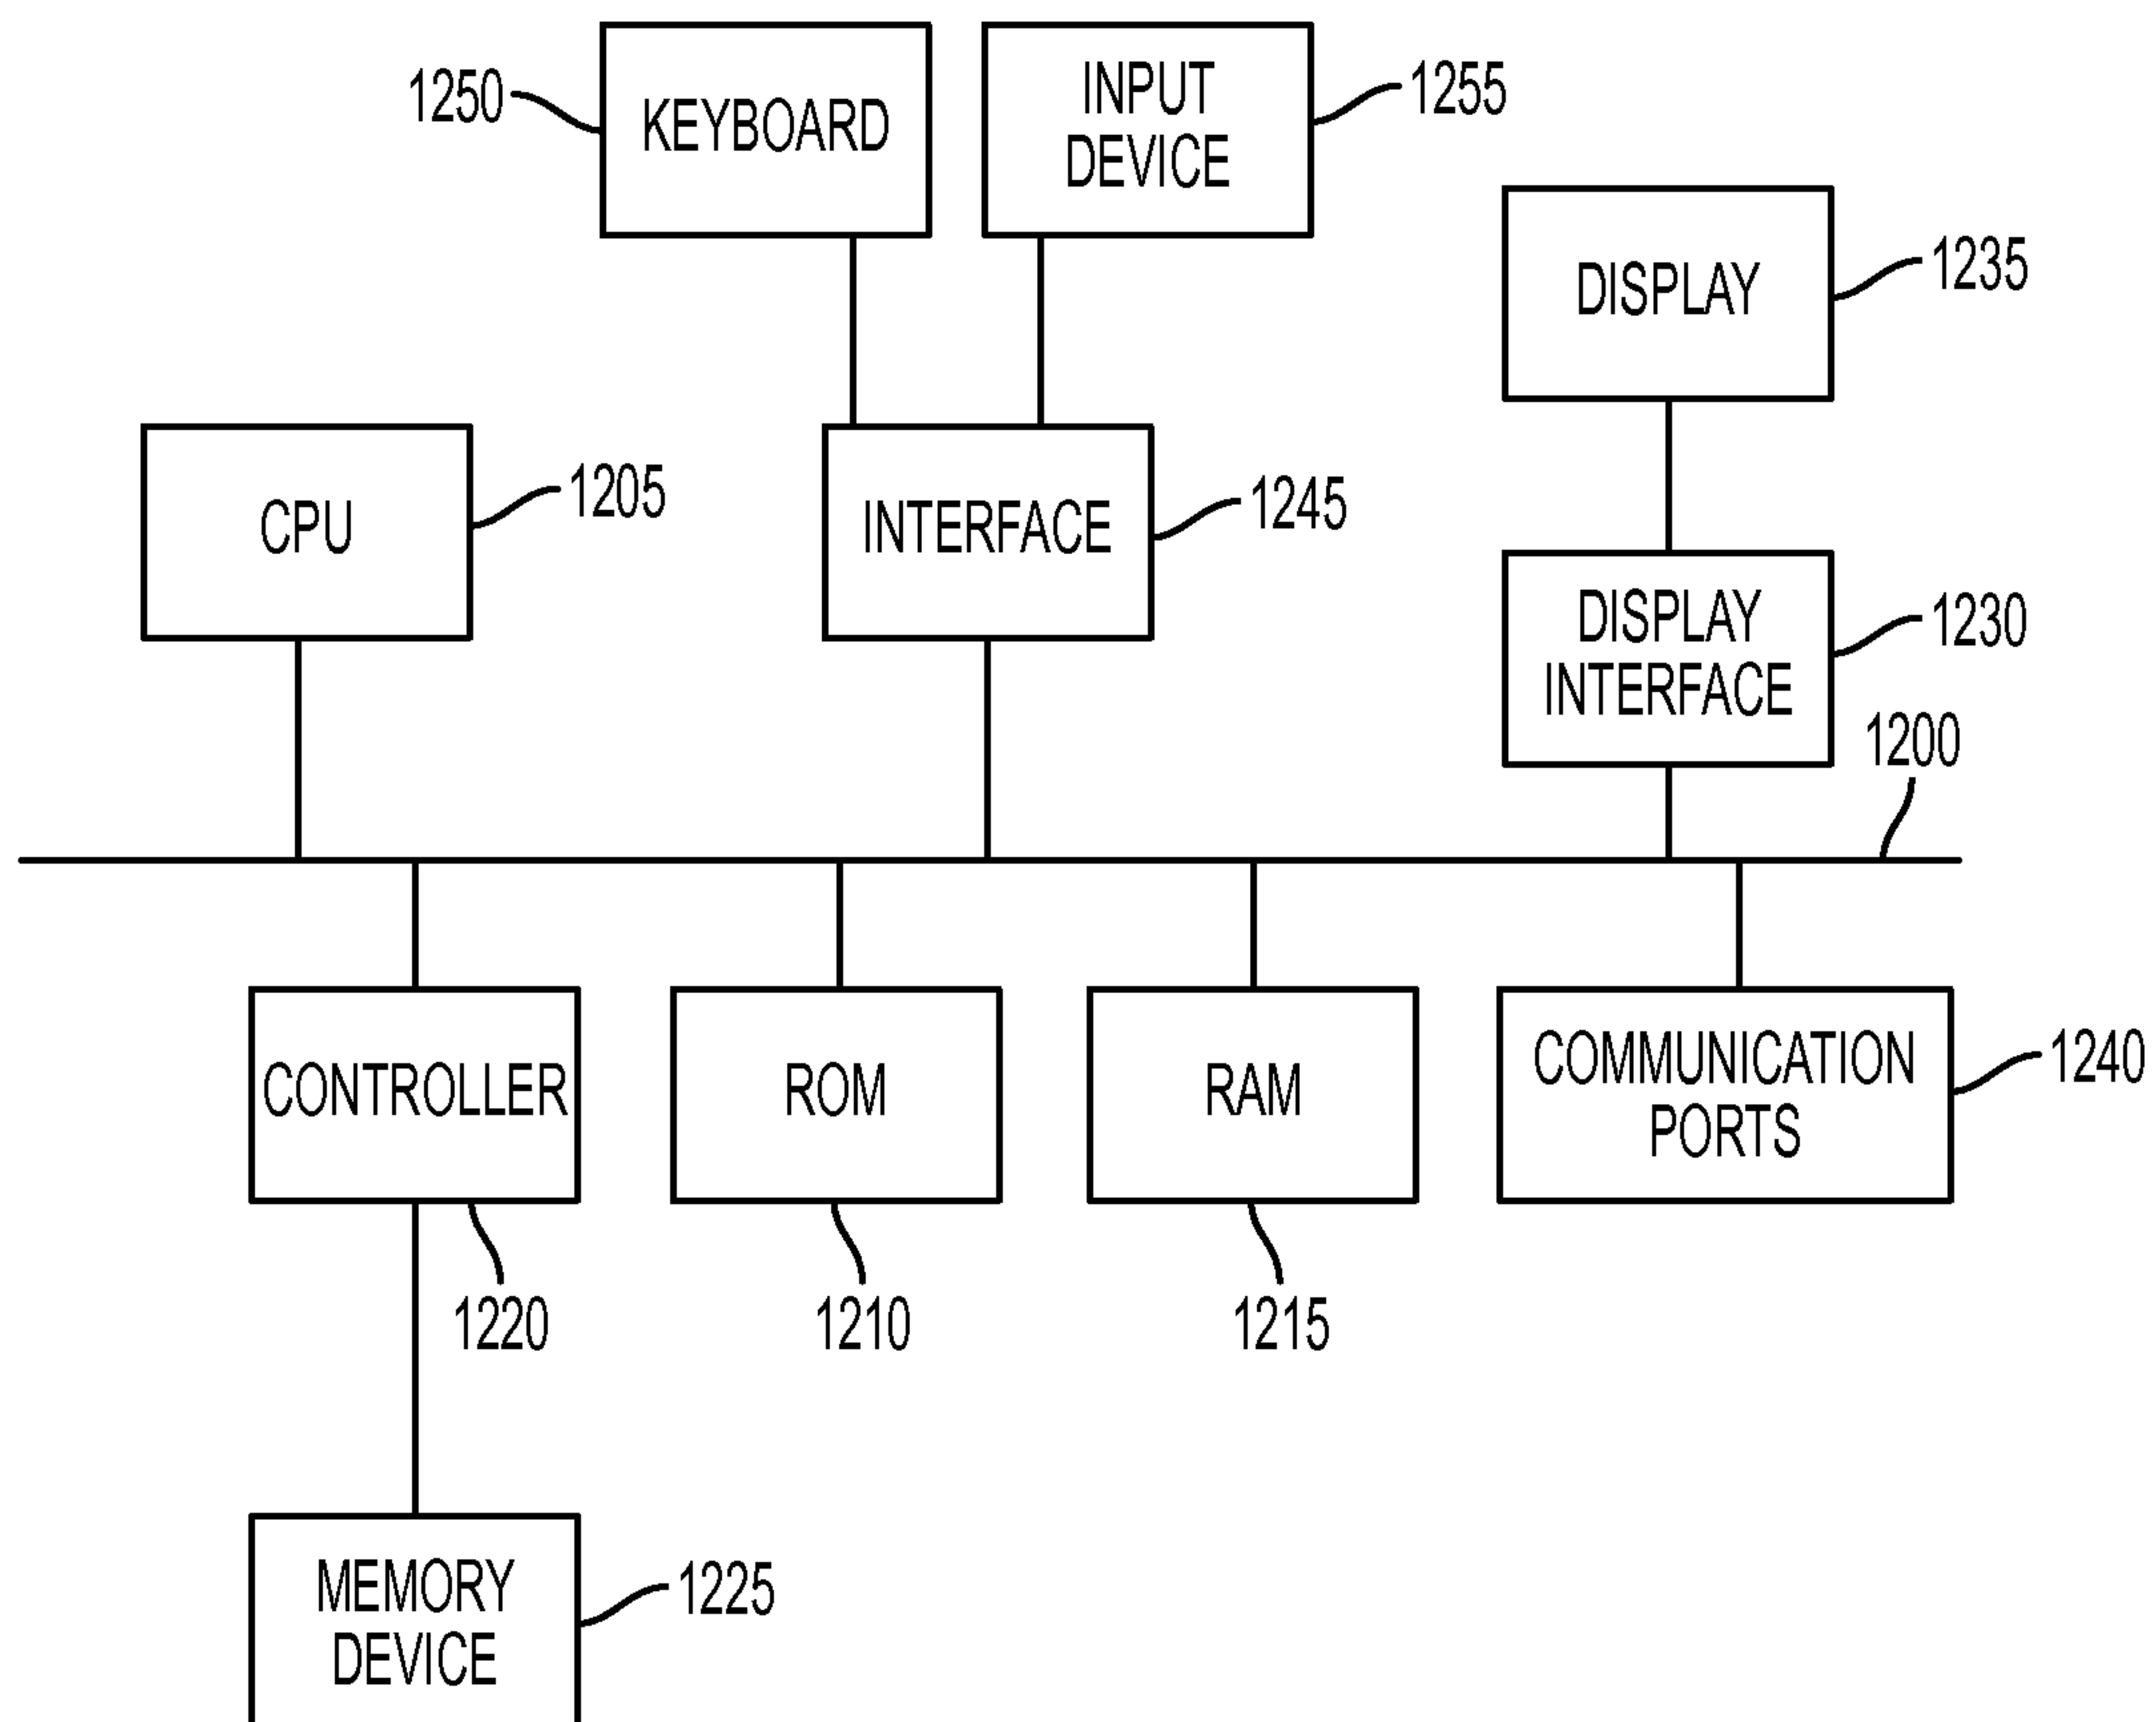 1250
KEYBOARD
INPUT
DEVICE
1255
DISPLAY
1235
CPU
1205
INTERFACE
1245
DISPLAY
INTERFACE
1230
1200
CONTROLLER
ROM
RAM
COMMUNICATION
PORTS
1240
1220
1210
1215
MEMORY
DEVICE
1225